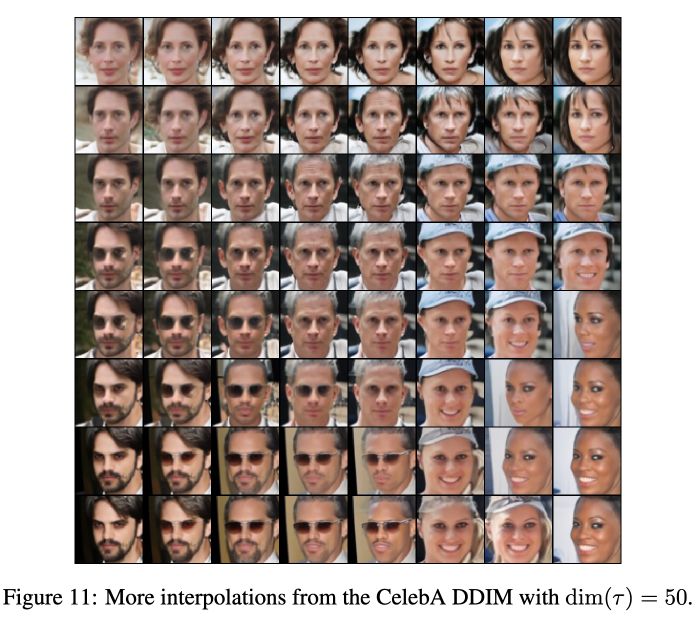 Figure 11: More interpolations from the CelebA DDIM with dim(τ) = 50.